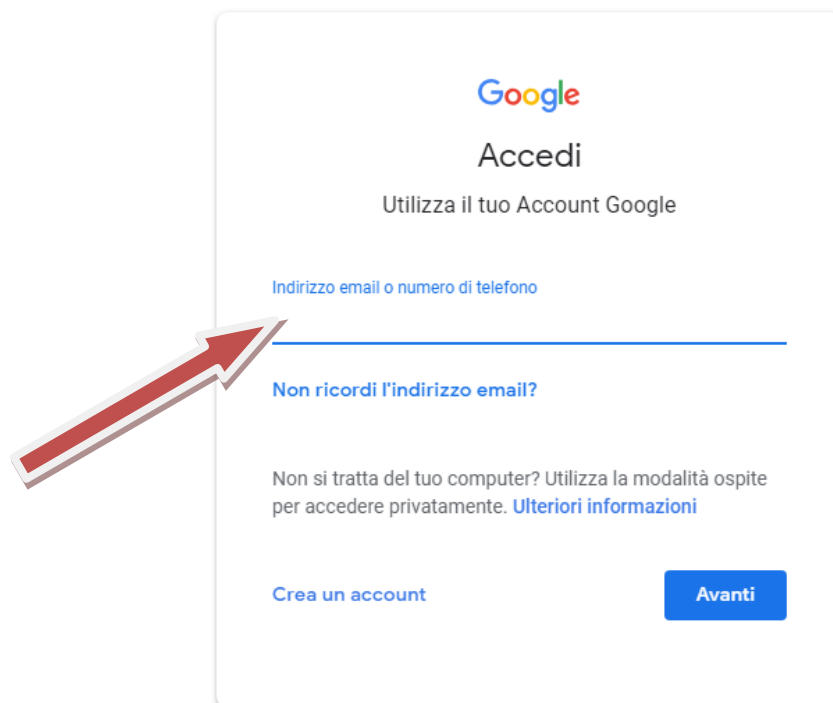 Google
Accedi
Utilizza il tuo Account Google
Indirizzo email o numero di telefono
Non ricordi l'indirizzo email?
Non si tratta del tuo computer? Utilizza la modalità ospite
per accedere privatamente. Ulteriori informazioni
Crea un account
Avanti